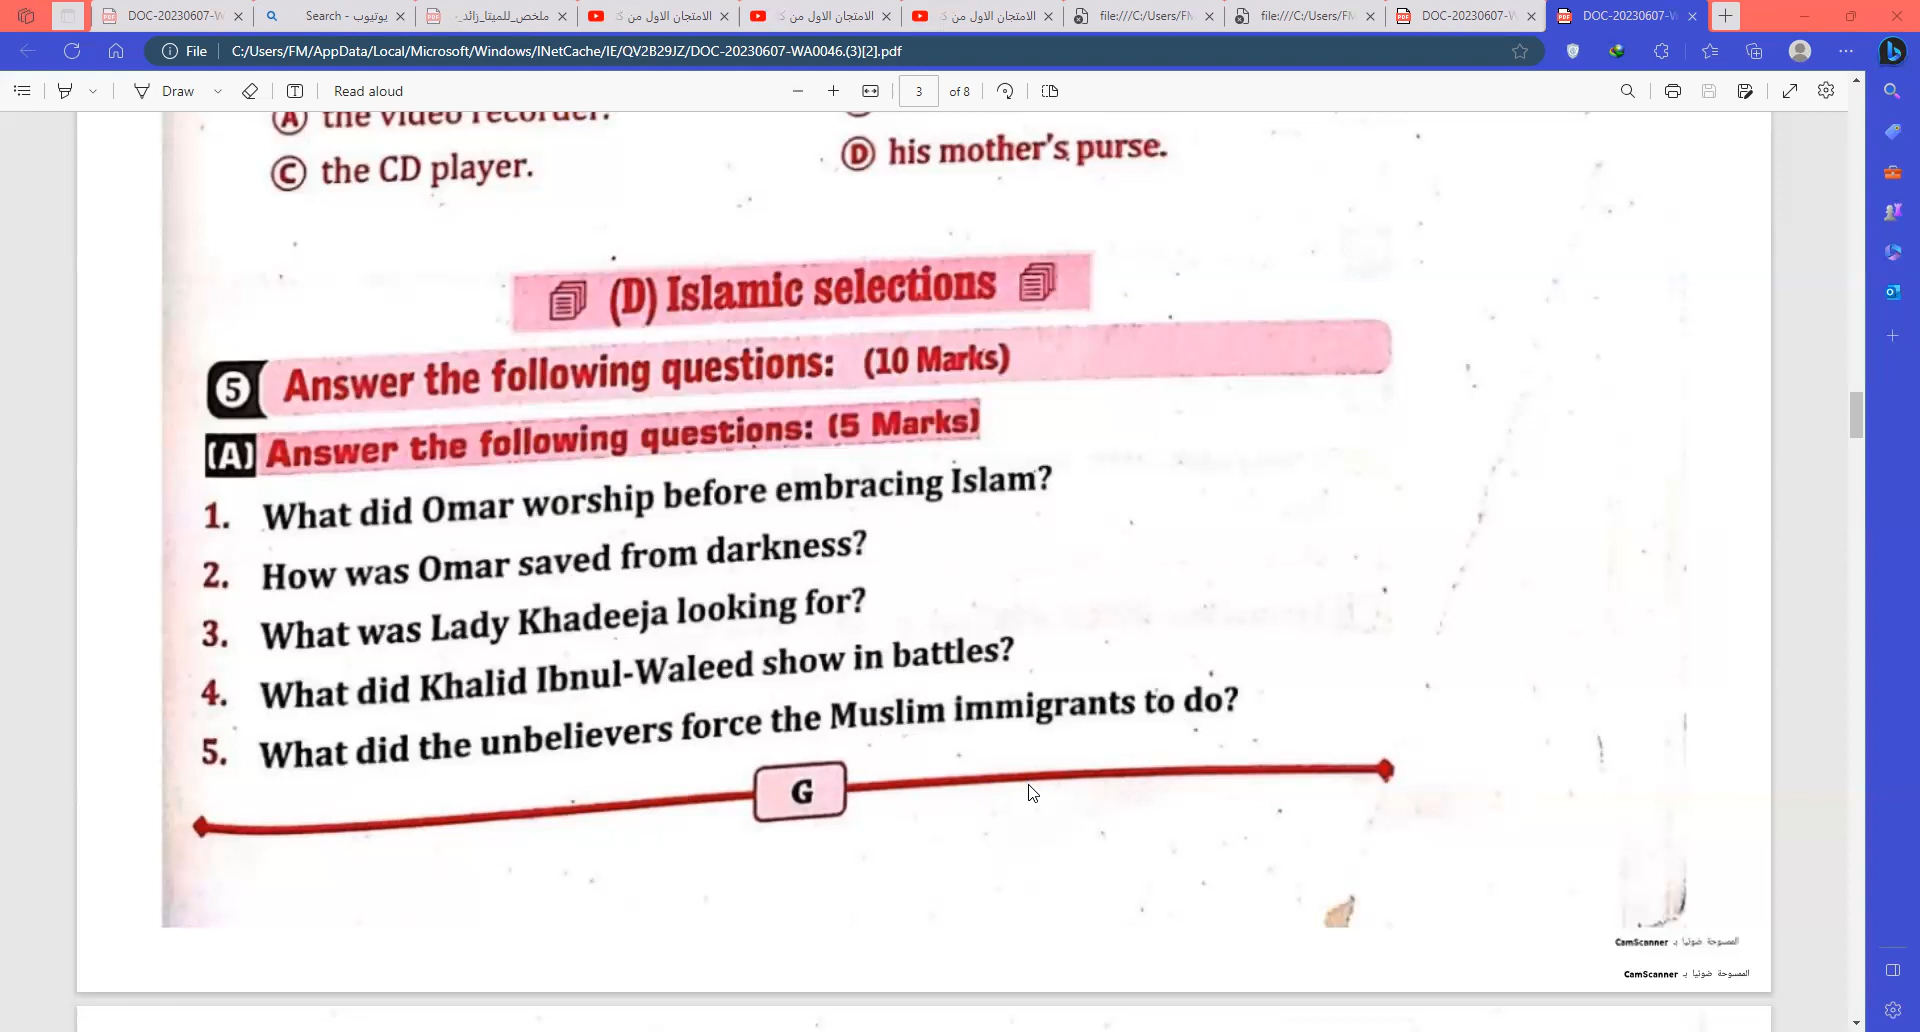 DOC-20230607-W
Search - يوتيوب
ملخص_للميتا_زائد_
الامتحان الاول من ك
الامتحان الاول من ك
الامتحان الاول من ك
file:///C:/Users/FM
file:///C:/Users/FM
DOC-20230607-W
DOC-20230607-W
File
C:/Users/FM/AppData/Local/Microsoft/Windows/INetCache/IE/QV2B29JZ/DOC-20230607-WA0046.(3)[2].pdf
Draw
Read aloud
3 of 8
A the video recorder.
C the CD player.
D his mother's purse.
(D) Islamic selections
5 Answer the following questions: (10 Marks)
(A) Answer the following questions: (5 Marks)
1. What did Omar worship before embracing Islam?
2. How was Omar saved from darkness?
3. What was Lady Khadeeja looking for?
4. What did Khalid Ibnul-Waleed show in battles?
5. What did the unbelievers force the Muslim immigrants to do?
G
الممسوحة ضوئيا بـ CamScanner
الممسوحة ضوئيا بـ CamScanner